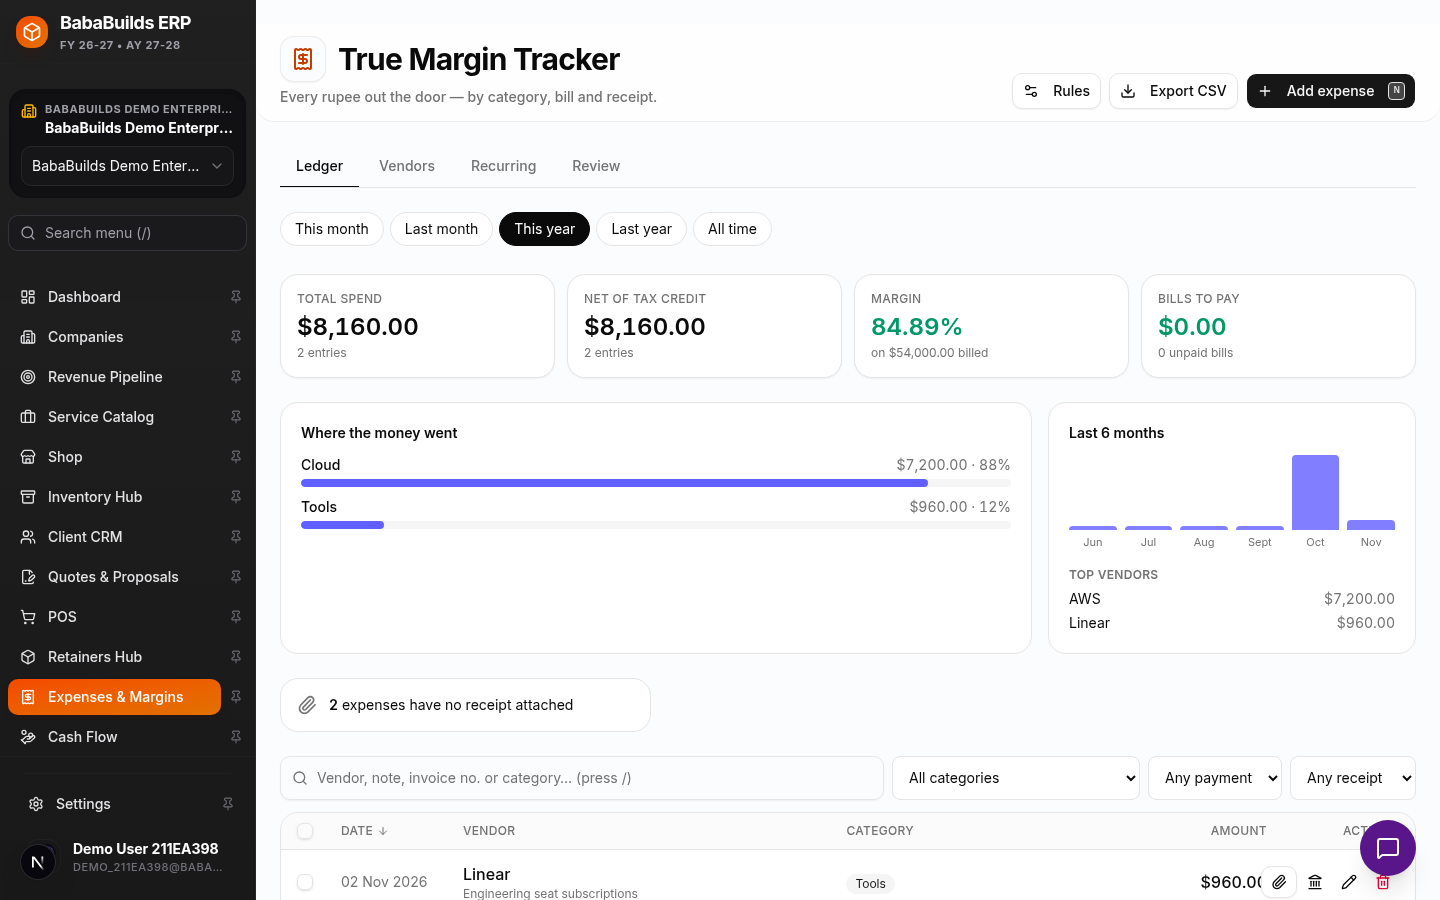 BabaBuilds ERP
FY 26-27 • AY 27-28
BABABUILDS DEMO ENTERPRI...
BabaBuilds Demo Enterpr...
BabaBuilds Demo Enter...
Search menu (/)
Dashboard
Companies
Revenue Pipeline
Service Catalog
Shop
Inventory Hub
Client CRM
Quotes & Proposals
POS
Retainers Hub
Expenses & Margins
Cash Flow
Settings
N
Demo User 211EA398
DEMO_211EA398@BABA...
True Margin Tracker
Every rupee out the door — by category, bill and receipt.
Rules
Export CSV
Add expense N
Ledger Vendors Recurring Review
This month Last month This year Last year All time
TOTAL SPEND
$8,160.00
2 entries
NET OF TAX CREDIT
$8,160.00
2 entries
MARGIN
84.89%
on $54,000.00 billed
BILLS TO PAY
$0.00
0 unpaid bills
Where the money went
Cloud $7,200.00 · 88%
Tools $960.00 · 12%
Last 6 months
Jun Jul Aug Sept Oct Nov
TOP VENDORS
AWS $7,200.00
Linear $960.00
2 expenses have no receipt attached
Vendor, note, invoice no. or category... (press /)
All categories
Any payment
Any receipt
DATE ↓ VENDOR CATEGORY AMOUNT
02 Nov 2026 Linear Tools $960.00
Engineering seat subscriptions